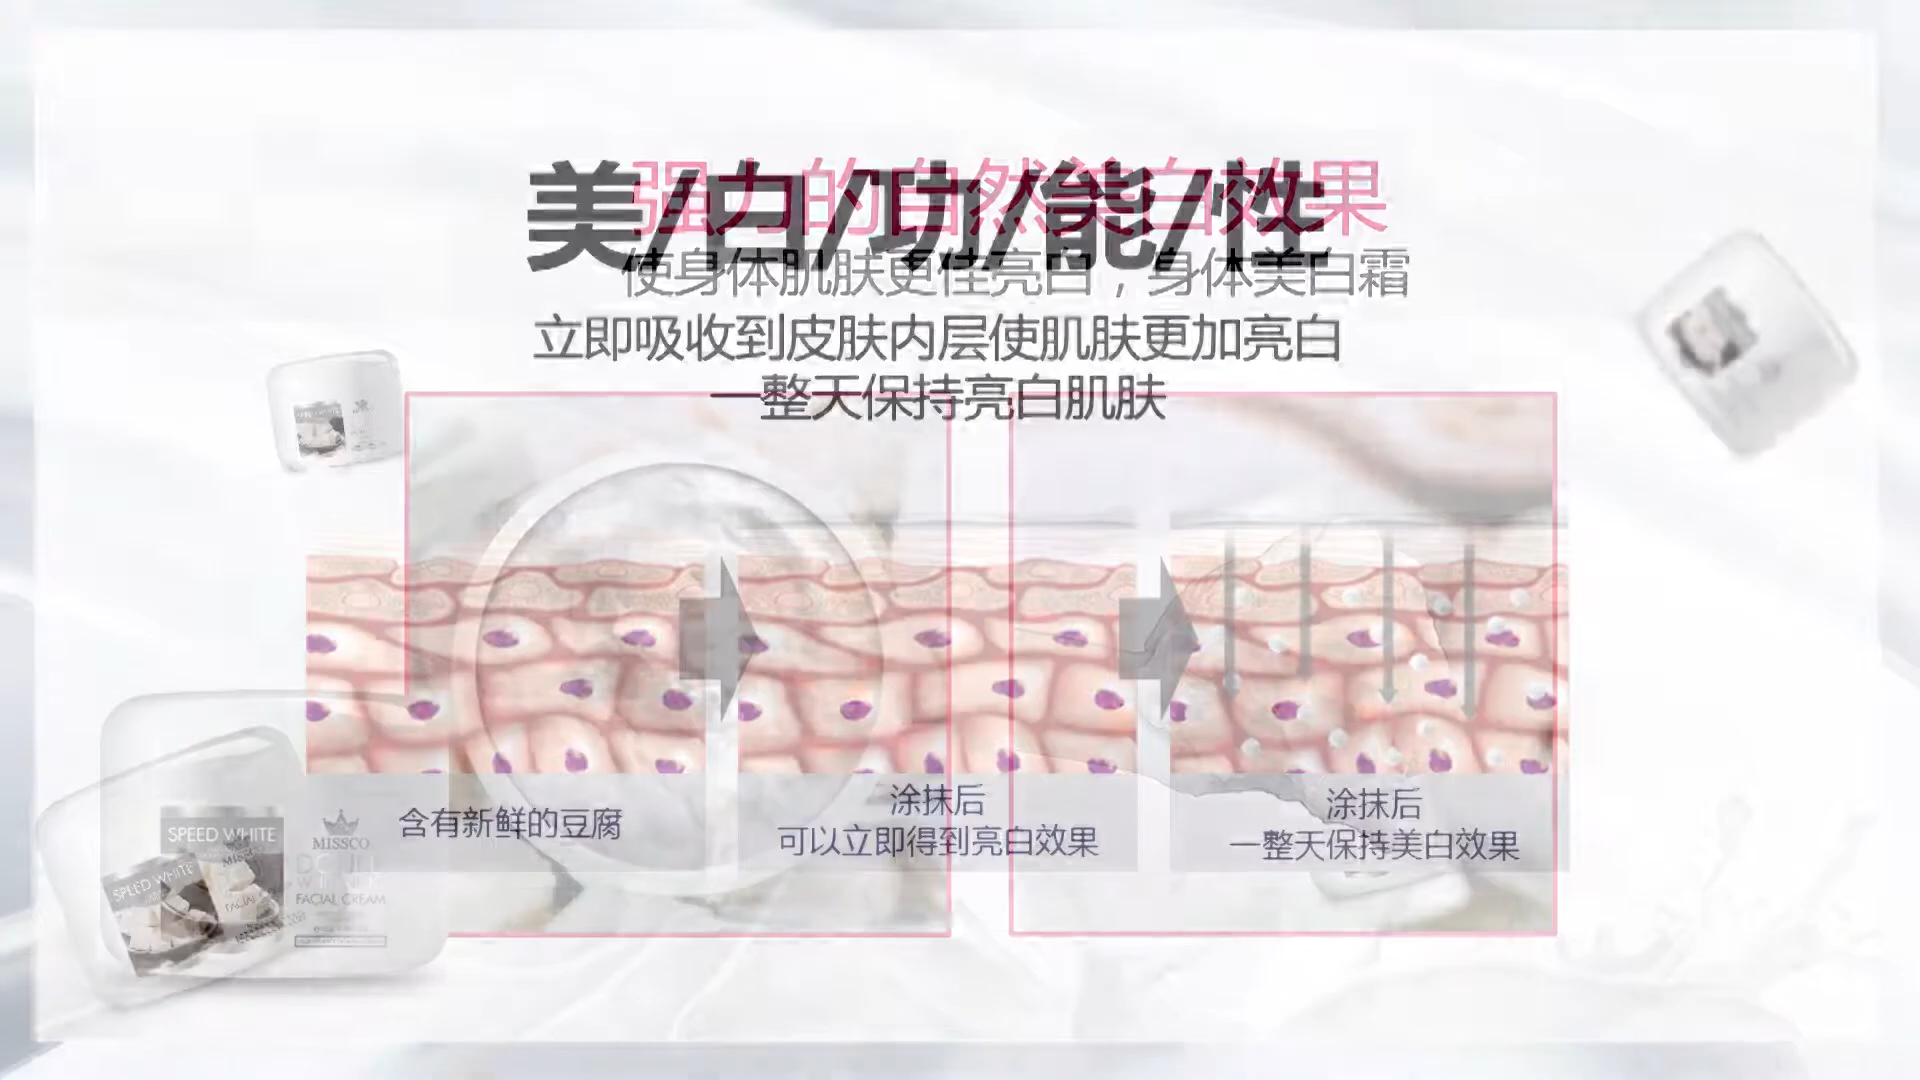 美/白/功/能/性
强力的自然美白效果
使身体肌肤更佳亮白，身体美白霜
立即吸收到皮肤内层使肌肤更加亮白
一整天保持亮白肌肤
含有新鲜的豆腐
涂抹后
可以立即得到亮白效果
涂抹后
一整天保持美白效果
SPEED WHITE
MISSCO
FACIAL CREAM
SPEED WHITE
MISSCO
FACIAL